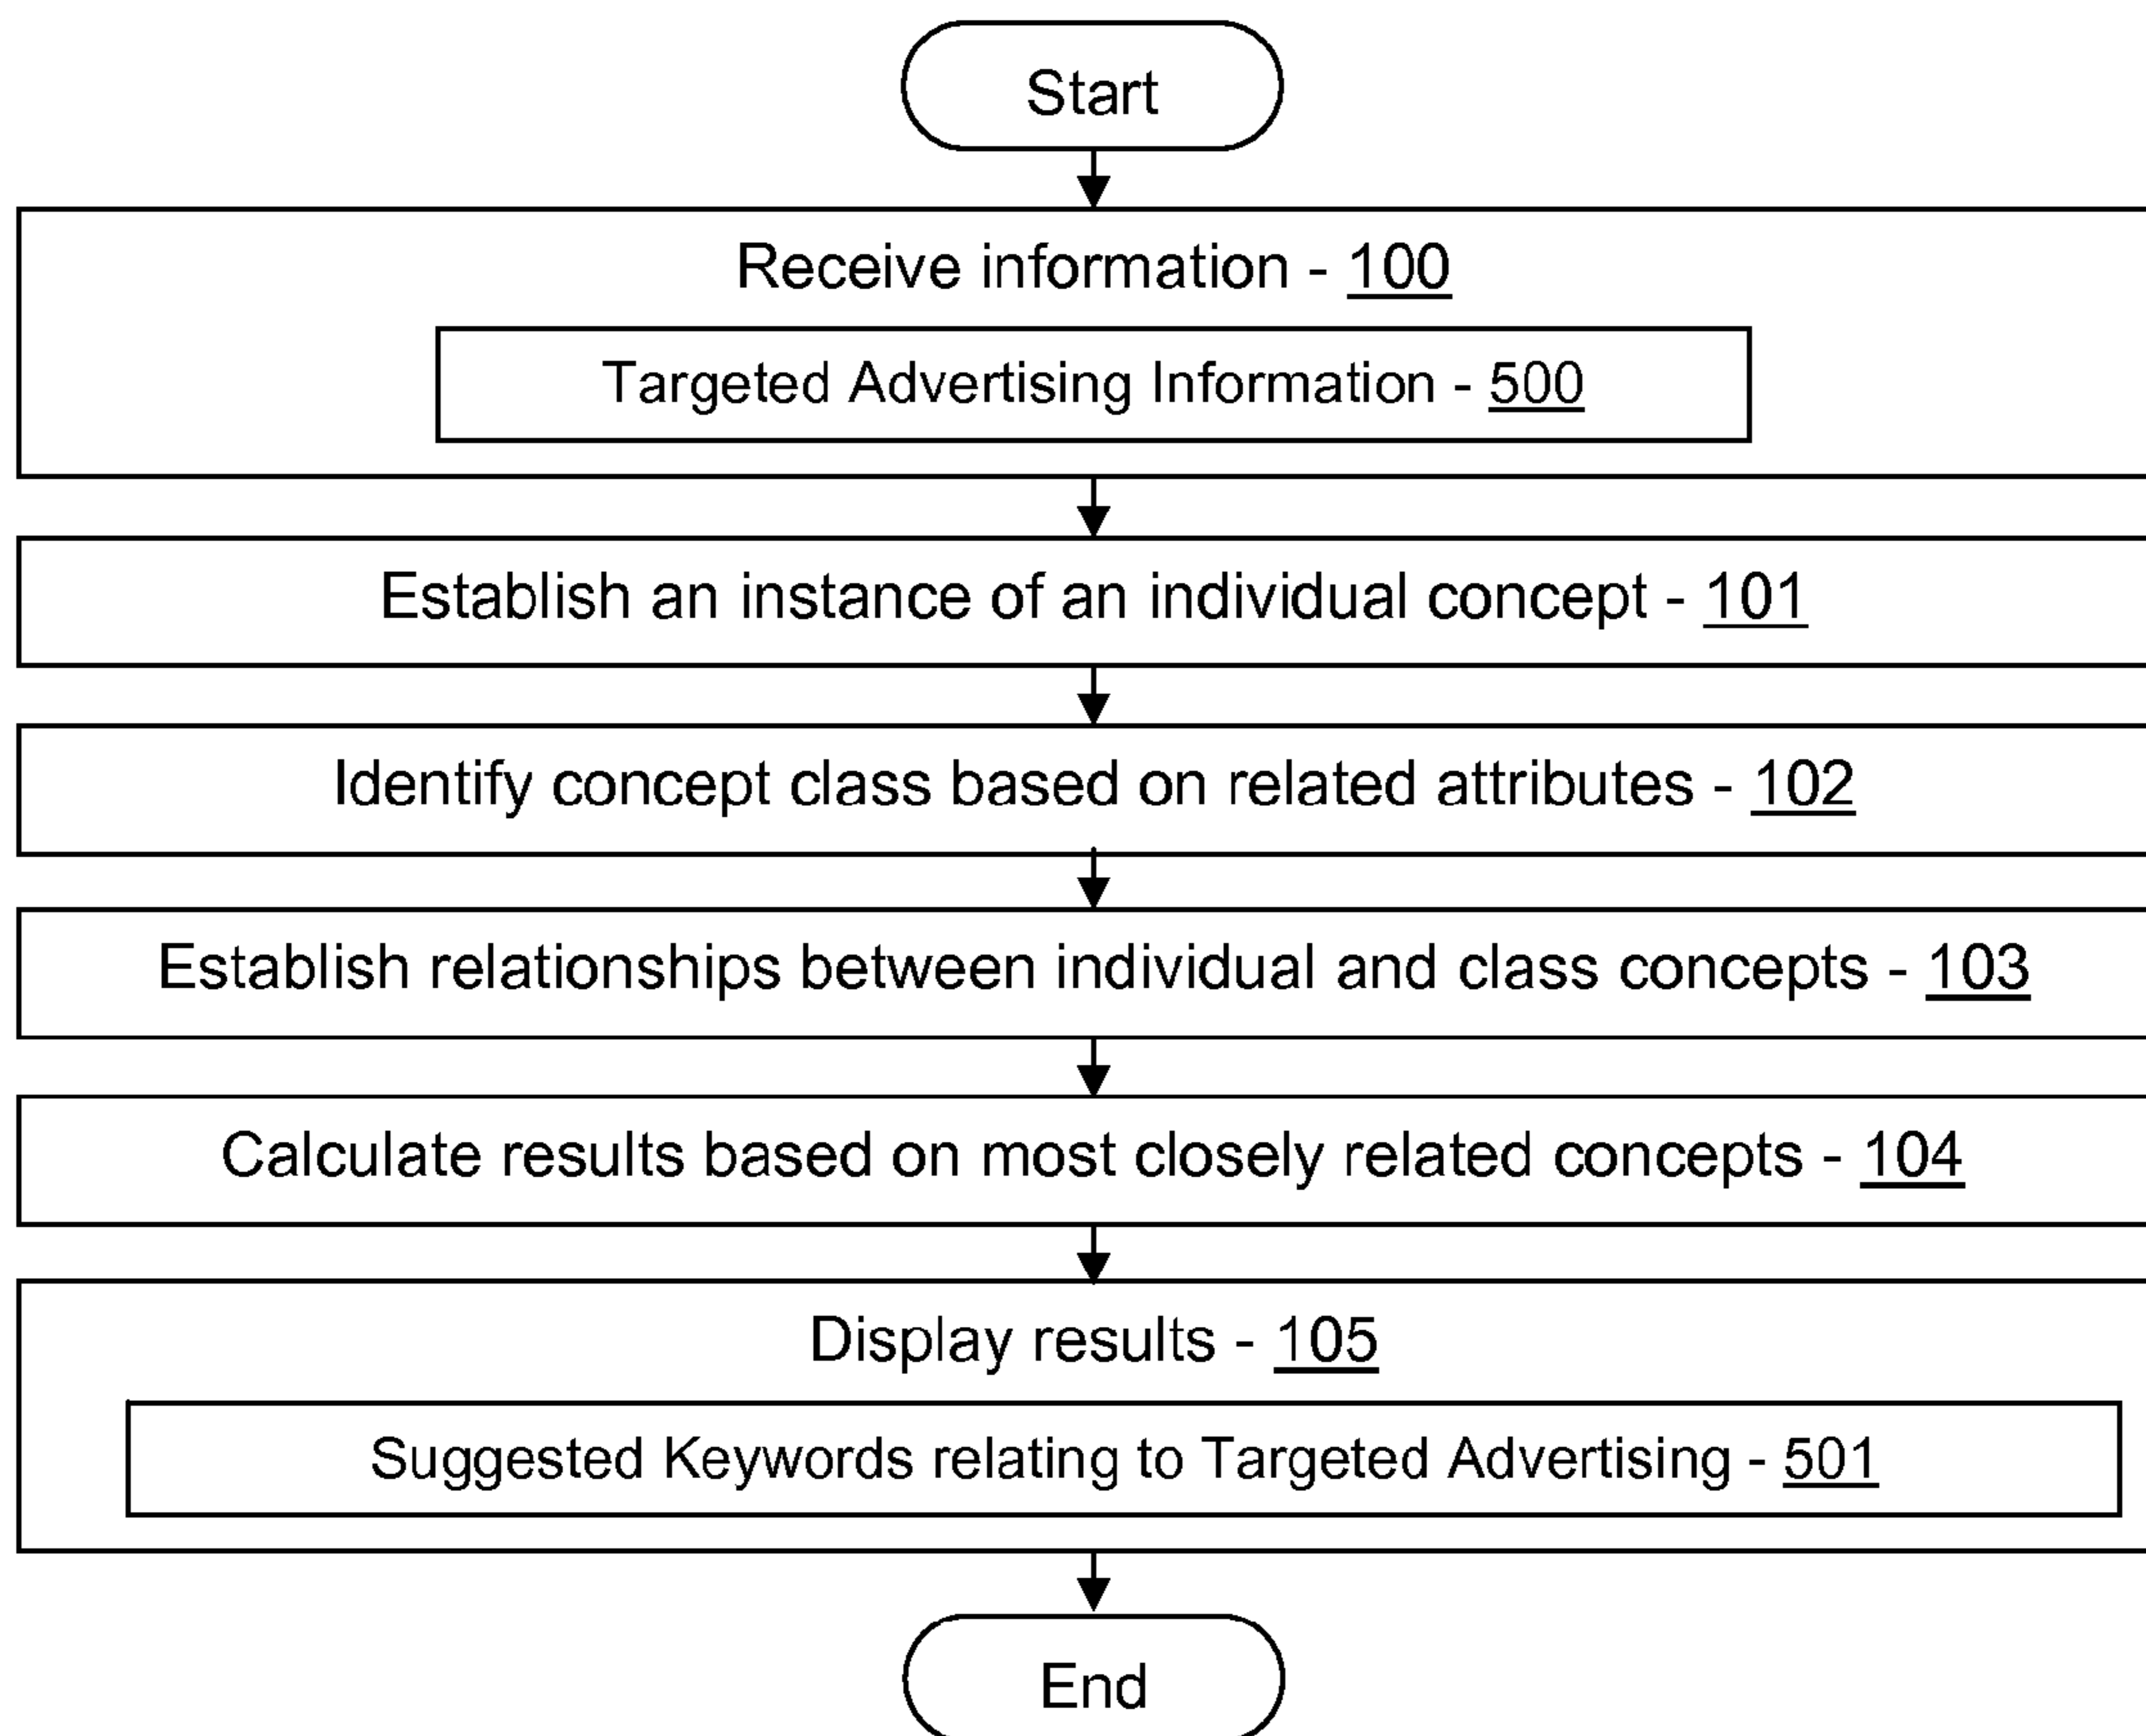 Start
Receive information - 100
Targeted Advertising Information - 500
Establish an instance of an individual concept - 101
Identify concept class based on related attributes - 102
Establish relationships between individual and class concepts - 103
Calculate results based on most closely related concepts - 104
Display results - 105
Suggested Keywords relating to Targeted Advertising - 501
End